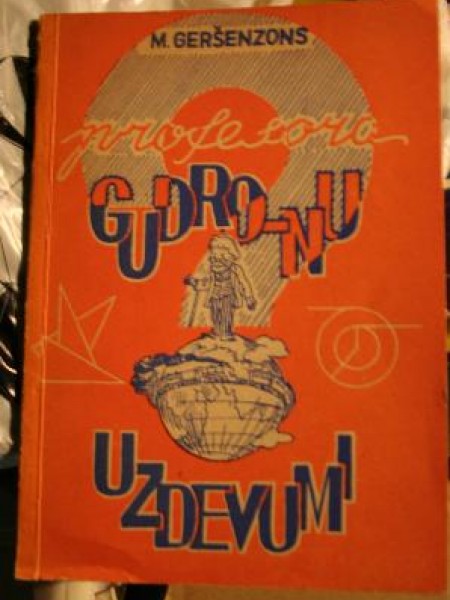 M. GERŠENZONS
profesora
GUDRO-NU
UZDEVUMI